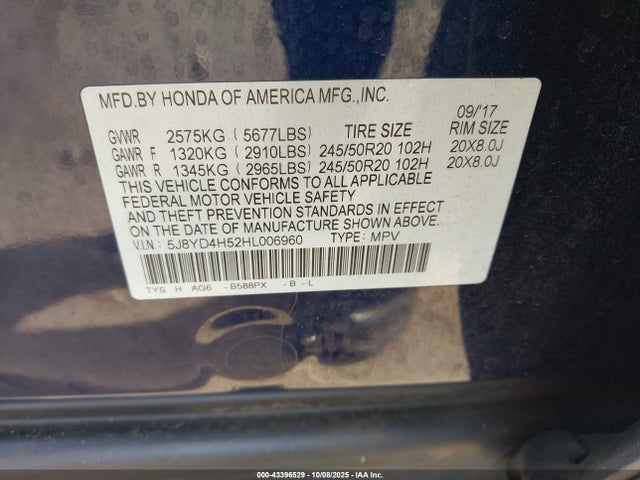 MFD.BY HONDA OF AMERICA MFG.,INC. 09/'17
GVWR 2575KG (5677LBS) TIRE SIZE RIM SIZE
GAWR F 1320KG (2910LBS) 245/50R20 102H 20X8.0J
GAWR R 1345KG (2965LBS) 245/50R20 102H 20X8.0J
THIS VEHICLE CONFORMS TO ALL APPLICABLE
FEDERAL MOTOR VEHICLE SAFETY
AND THEFT PREVENTION STANDARDS IN EFFECT
ON THE DATE OF MANUFACTURE SHOWN ABOVE.
V.I.N: 5J8YD4H52HL006960 TYPE: MPV
TYS H AG6 - B588PX - B - L
000-43396529 - 10/08/2025 - IAA Inc.